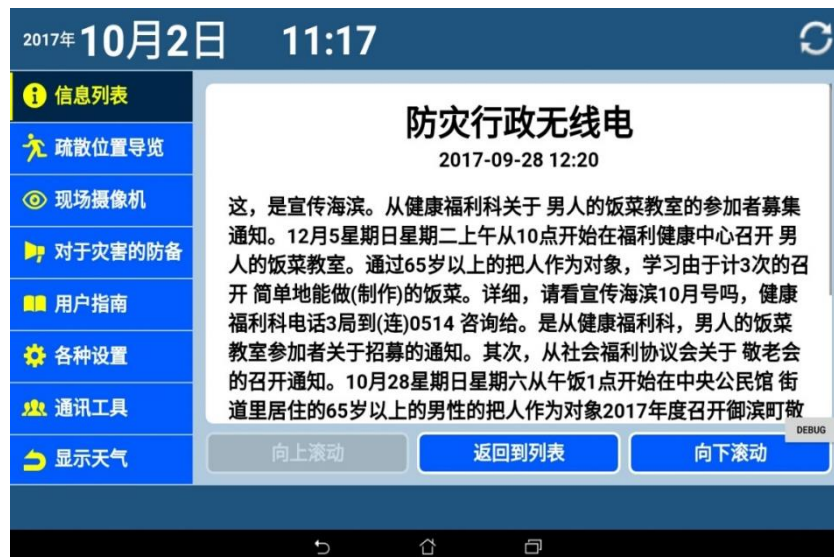 2017年10月2日 11:17
信息列表
疏散位置导览
现场摄像机
对于灾害的防备
用户指南
各种设置
通讯工具
显示天气
防灾行政无线电
2017-09-28 12:20
这，是宣传海滨。从健康福利科关于 男人的饭菜教室的参加者募集
通知。12月5星期日星期二上午从10点开始在福利健康中心召开 男
人的饭菜教室。通过65岁以上的把人作为对象，学习由于计3次的召
开 简单地能做(制作)的饭菜。详细，请看宣传海滨10月号吗，健康
福利科电话3局到(连)0514 咨询给。是从健康福利科，男人的饭菜
教室参加者关于招募的通知。其次，从社会福利协议会关于 敬老会
的召开通知。10月28星期日星期六从午饭1点开始在中央公民馆 街
道里居住的65岁以上的男性的把人作为对象2017年度召开御滨町敬
DEBUG
向上滚动
返回到列表
向下滚动